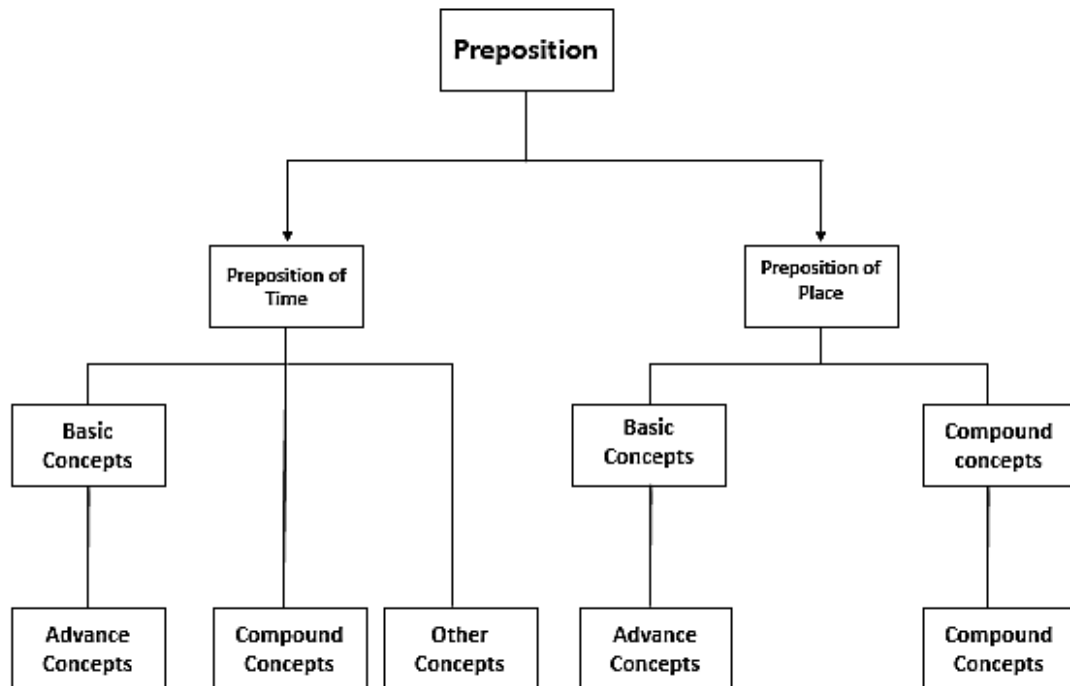 Preposition
Preposition of
Time
Preposition of
Place
Basic
Concepts
Basic
Concepts
Compound
concepts
Advance
Concepts
Compound
Concepts
Other
Concepts
Advance
Concepts
Compound
Concepts